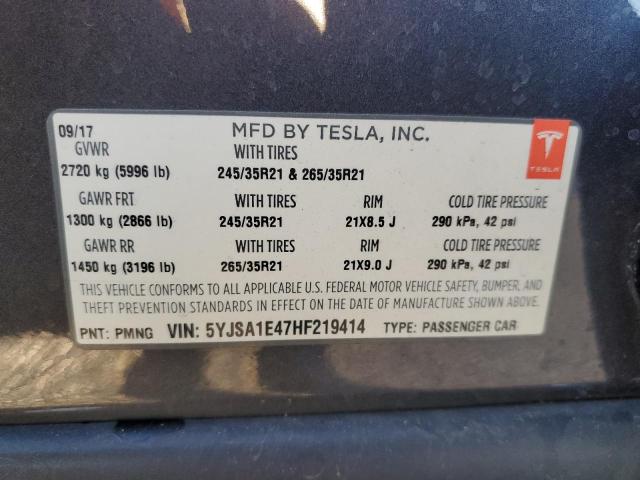 09/17 MFD BY TESLA, INC.
GVWR WITH TIRES
2720 kg (5996 lb) 245/35R21 & 265/35R21
TESLA
GAWR FRT WITH TIRES RIM COLD TIRE PRESSURE
1300 kg (2866 lb) 245/35R21 21X8.5 J 290 kPa, 42 psi
GAWR RR WITH TIRES RIM COLD TIRE PRESSURE
1450 kg (3196 lb) 265/35R21 21X9.0 J 290 kPa, 42 psi
THIS VEHICLE CONFORMS TO ALL APPLICABLE U.S. FEDERAL MOTOR VEHICLE SAFETY, BUMPER, AND
THEFT PREVENTION STANDARDS IN EFFECT ON THE DATE OF MANUFACTURE SHOWN ABOVE.
PNT: PMNG VIN: 5YJSA1E47HF219414 TYPE: PASSENGER CAR